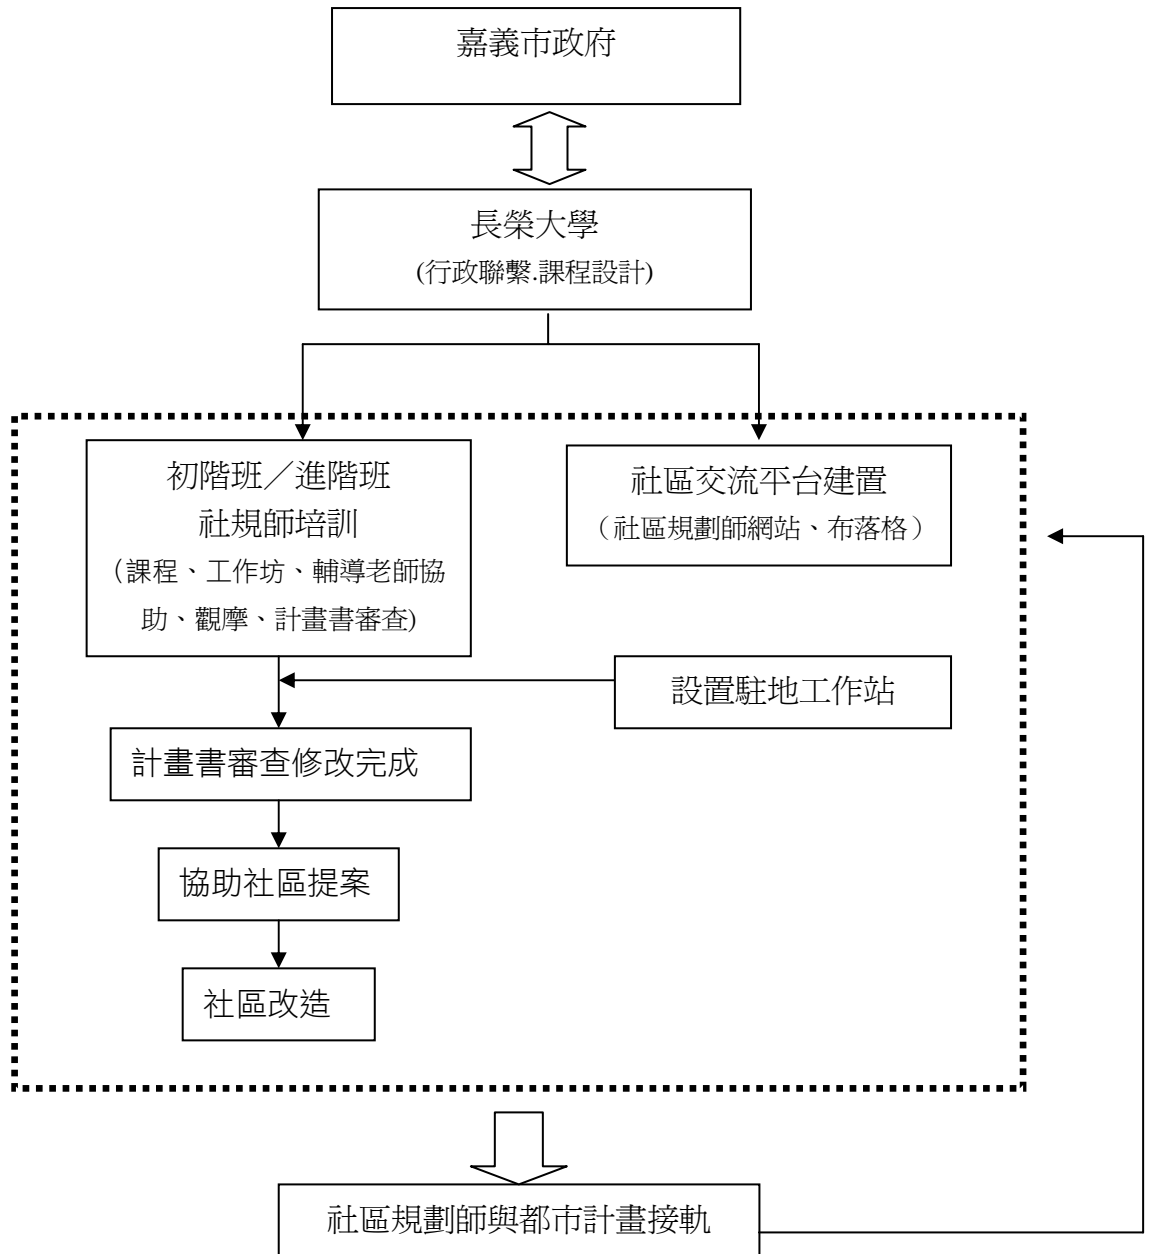 嘉義市政府
長榮大學
(行政聯繫.課程設計)
初階班／進階班
社規師培訓
（課程、工作坊、輔導老師協
助、觀摩、計畫書審查)
社區交流平台建置
（社區規劃師網站、布落格）
設置駐地工作站
計畫書審查修改完成
協助社區提案
社區改造
社區規劃師與都市計畫接軌